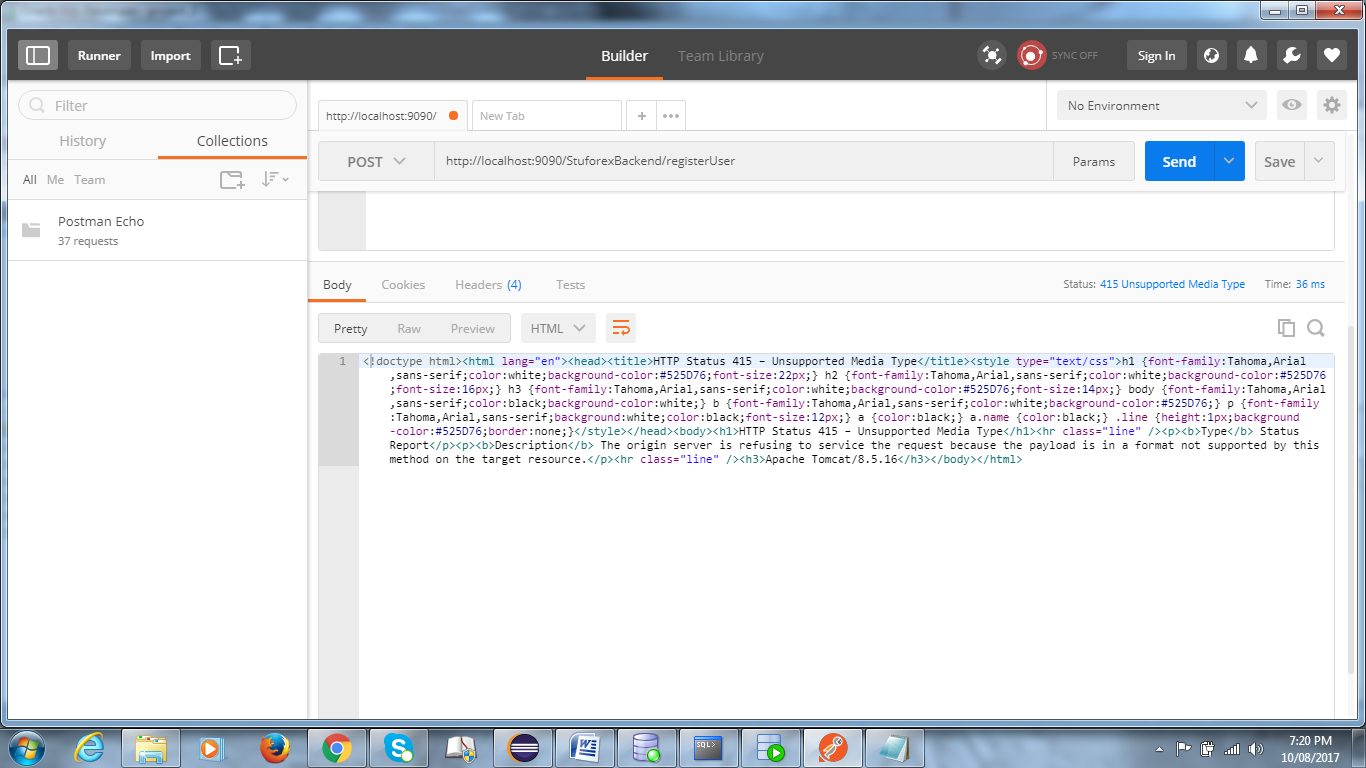 Runner
Import
Builder
Team Library
SYNC OFF
Sign In
Filter
History
Collections
All Me Team
Postman Echo
37 requests
http://localhost:9090/
New Tab
No Environment
POST
http://localhost:9090/StuforexBackend/registerUser
Params
Send
Save
Body
Cookies
Headers (4)
Tests
Status: 415 Unsupported Media Type
Time: 36 ms
Pretty
Raw
Preview
HTML
1
<!doctype html><html lang="en"><head><title>HTTP Status 415 – Unsupported Media Type</title><style type="text/css">h1 {font-family:Tahoma,Arial
,sans-serif;color:white;background-color:#525D76;font-size:22px;} h2 {font-family:Tahoma,Arial,sans-serif;color:white;background-color:#525D76
;font-size:16px;} h3 {font-family:Tahoma,Arial,sans-serif;color:white;background-color:#525D76;font-size:14px;} body {font-family:Tahoma,Arial
,sans-serif;color:black;background-color:white;} b {font-family:Tahoma,Arial,sans-serif;color:white;background-color:#525D76;} p {font-family
:Tahoma,Arial,sans-serif;background:white;color:black;font-size:12px;} a {color:black;} a.name {color:black;} .line {height:1px;background
-color:#525D76;border:none;}</style></head><body><h1>HTTP Status 415 – Unsupported Media Type</h1><hr class="line" /><p><b>Type</b> Status
Report</p><p><b>Description</b> The origin server is refusing to service the request because the payload is in a format not supported by this
method on the target resource.</p><hr class="line" /><h3>Apache Tomcat/8.5.16</h3></body></html>
SQL>
7:20 PM
10/08/2017